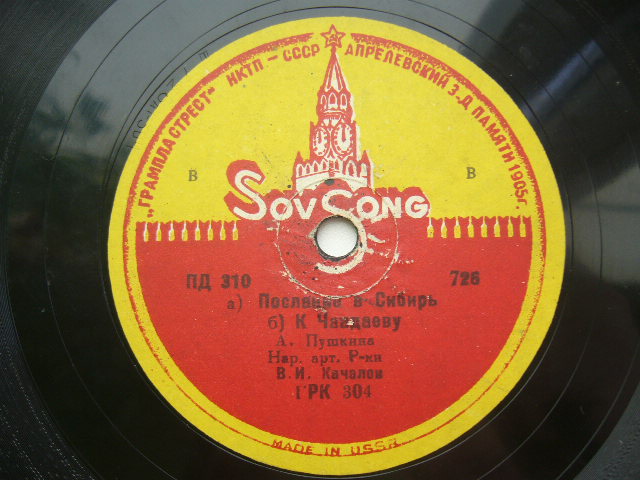 „ГРАМПЛАСТРЕСТ" НКТП – СССР АПРЕЛЕВСКИЙ З-Д ПАМЯТИ 1905г.
В В
SOVSONG
ПД 310 726
а) Послание в Сибирь
б) К Чаадаеву
А. Пушкина
Нар. арт. Р-ки
В.И. Качалов
ГРК 304
MADE IN USSR